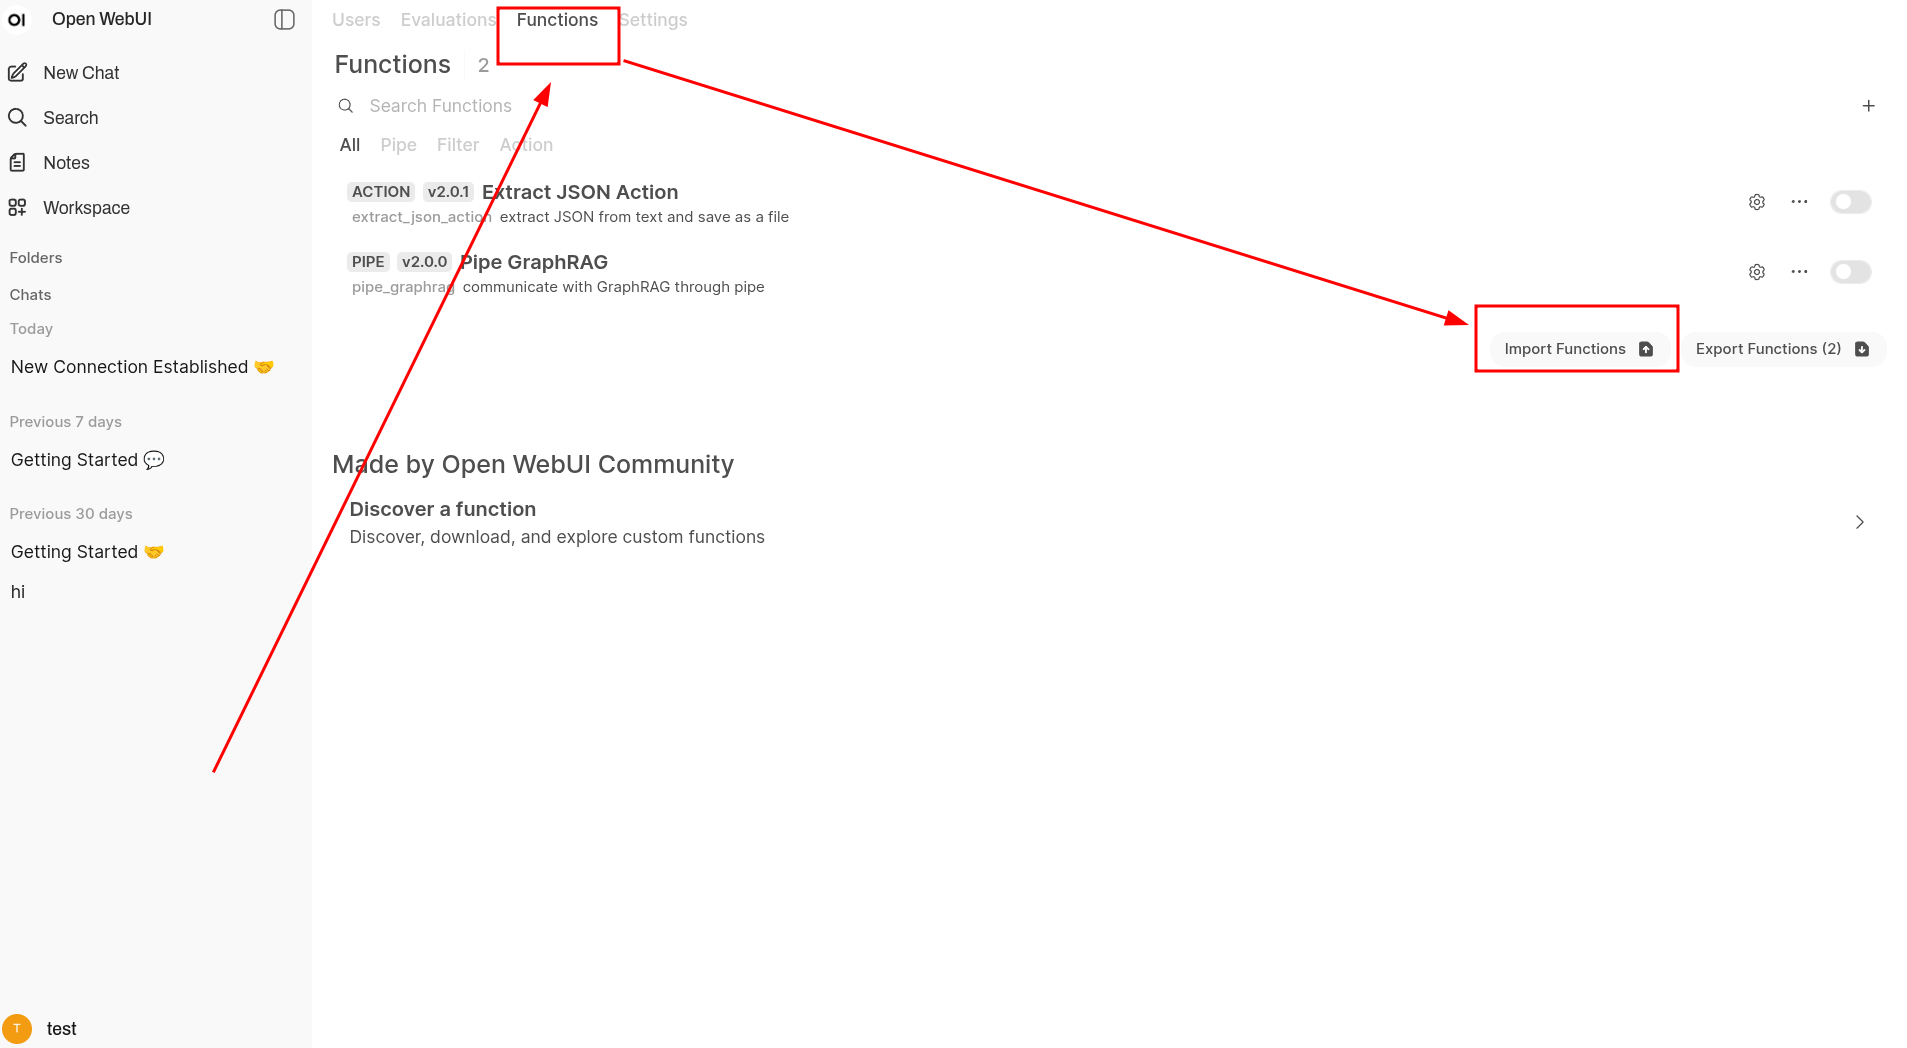 OI Open WebUI
New Chat
Search
Notes
Workspace
Folders
Chats
Today
New Connection Established 🤝
Previous 7 days
Getting Started 💬
Previous 30 days
Getting Started 🤝
hi
T test
Users Evaluations Functions Settings
Functions 2
Search Functions
All Pipe Filter Action
ACTION v2.0.1 Extract JSON Action
extract_json_action extract JSON from text and save as a file
PIPE v2.0.0 Pipe GraphRAG
pipe_graphrag communicate with GraphRAG through pipe
Import Functions Export Functions (2)
Made by Open WebUI Community
Discover a function
Discover, download, and explore custom functions